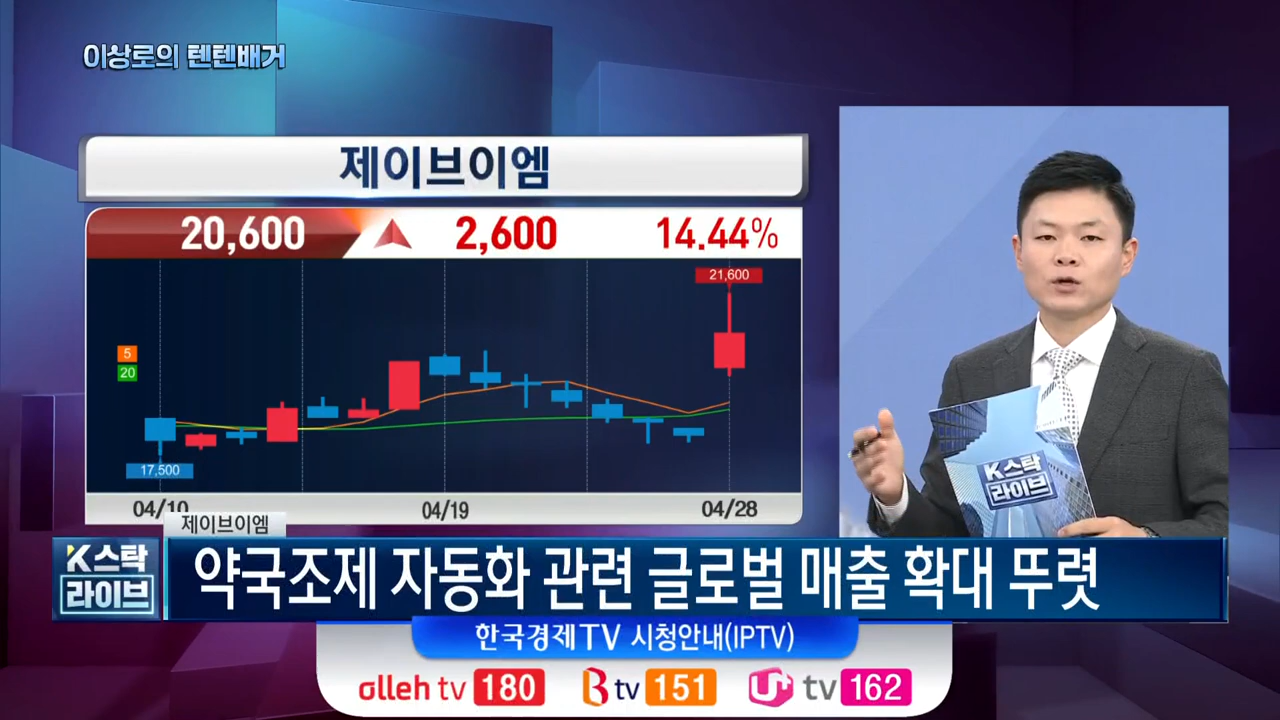 이상로의 텐텐배거
제이브이엠
20,600 2,600 14.44%
21,600
5
20
17,500
04/10 04/19 04/28
K스탁
라이브
제이브이엠
K스탁
라이브
약국조제 자동화 관련 글로벌 매출 확대 뚜렷
한국경제TV 시청안내(IPTV)
olleh tv 180 B tv 151 U+ tv 162